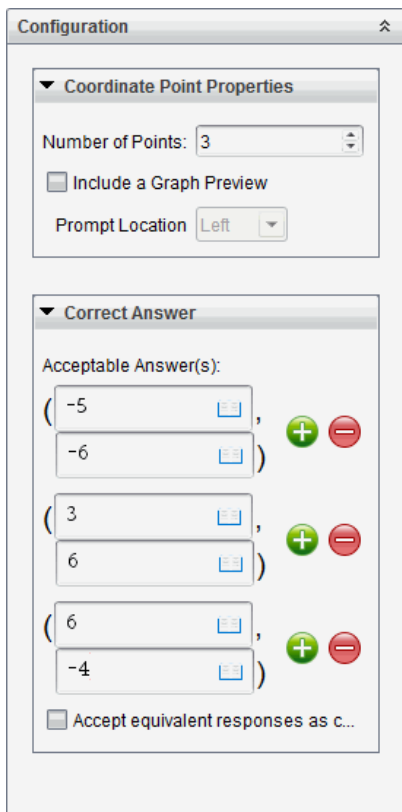 Configuration
Coordinate Point Properties
Number of Points: 3
Include a Graph Preview
Prompt Location Left
Correct Answer
Acceptable Answer(s):
( -5 ,
-6 )
( 3 ,
6 )
( 6 ,
-4 )
Accept equivalent responses as c...